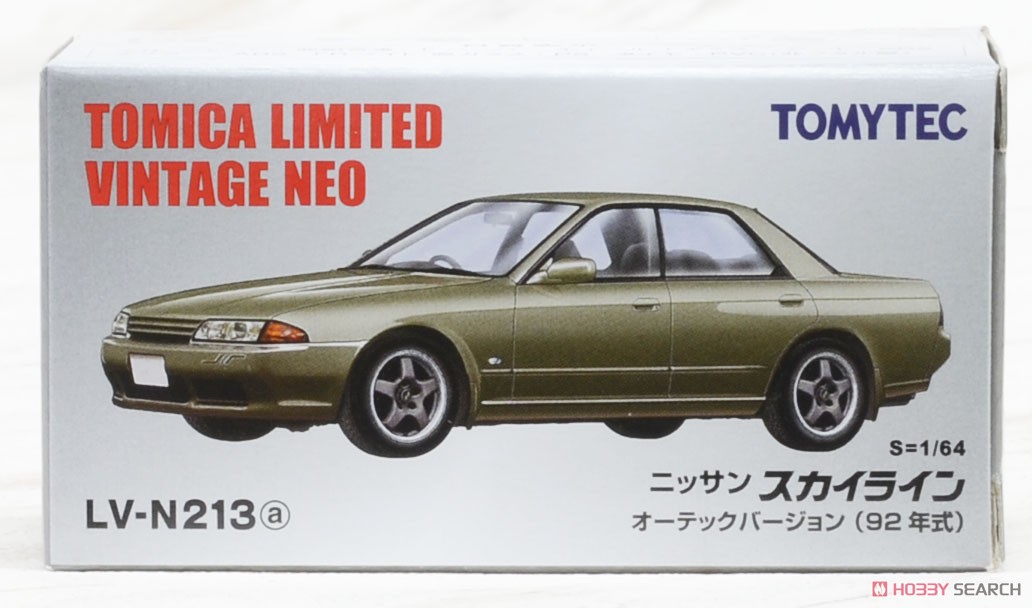 TOMICA LIMITED
VINTAGE NEO
TOMYTEC
S=1/64
ニッサン スカイライン
オーテックバージョン（92年式）
LV-N213ⓐ
HOBBY SEARCH